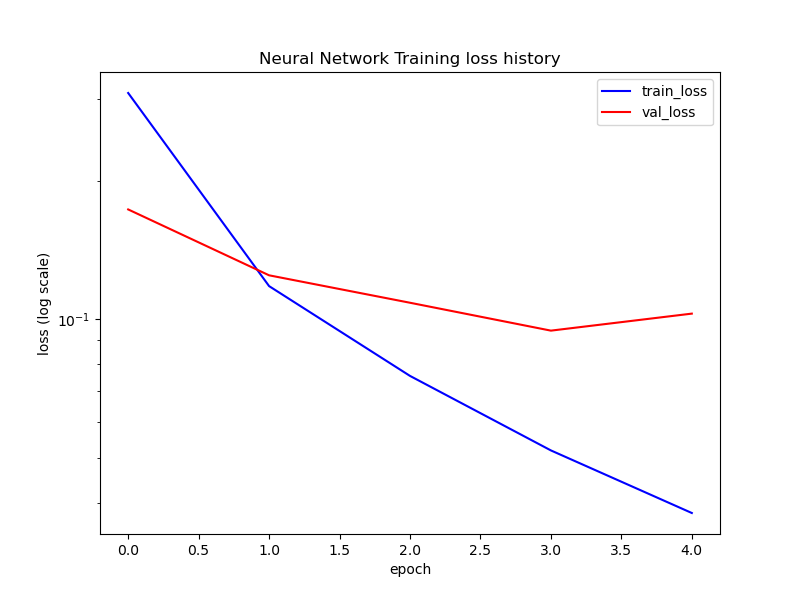 Neural Network Training loss history
train_loss
val_loss
loss (log scale)
10⁻¹
0.0 0.5 1.0 1.5 2.0 2.5 3.0 3.5 4.0
epoch